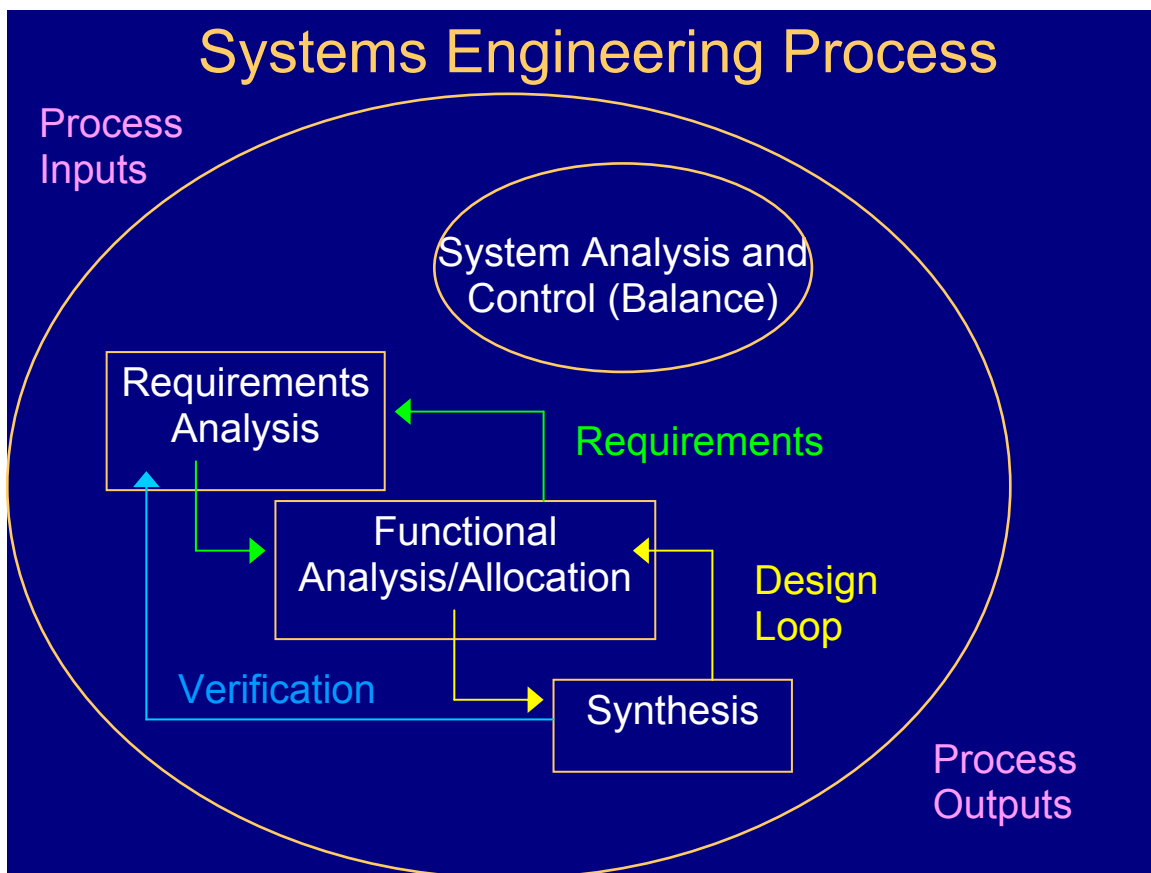 Systems Engineering Process
Process
Inputs
System Analysis and
Control (Balance)
Requirements
Analysis
Requirements
Functional
Analysis/Allocation
Design
Loop
Verification
Synthesis
Process
Outputs